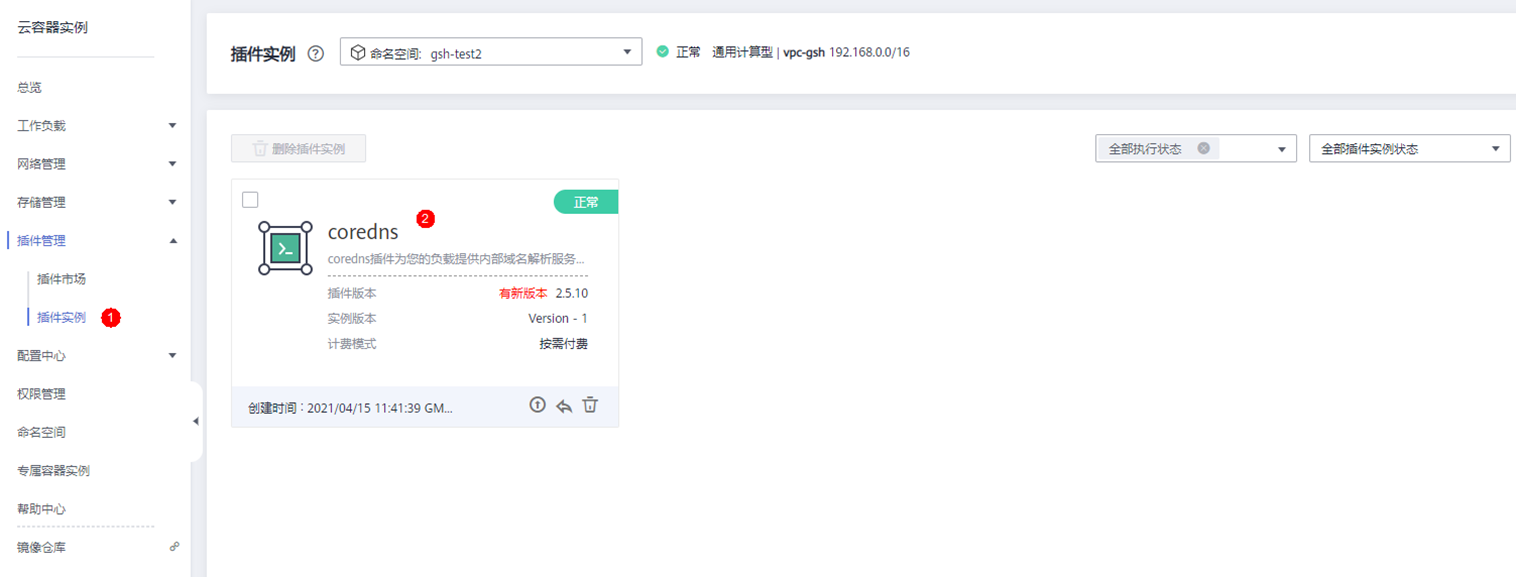 云容器实例
总览
工作负载
网络管理
存储管理
插件管理
插件市场
插件实例 1
配置中心
权限管理
命名空间
专属容器实例
帮助中心
镜像仓库
插件实例 ? 命名空间: gsh-test2 正常 通用计算型 | vpc-gsh 192.168.0.0/16
删除插件实例 全部执行状态 全部插件实例状态
正常
coredns 2
coredns插件为您的负载提供内部域名解析服务...
插件版本 有新版本 2.5.10
实例版本 Version - 1
计费模式 按需付费
创建时间：2021/04/15 11:41:39 GM...